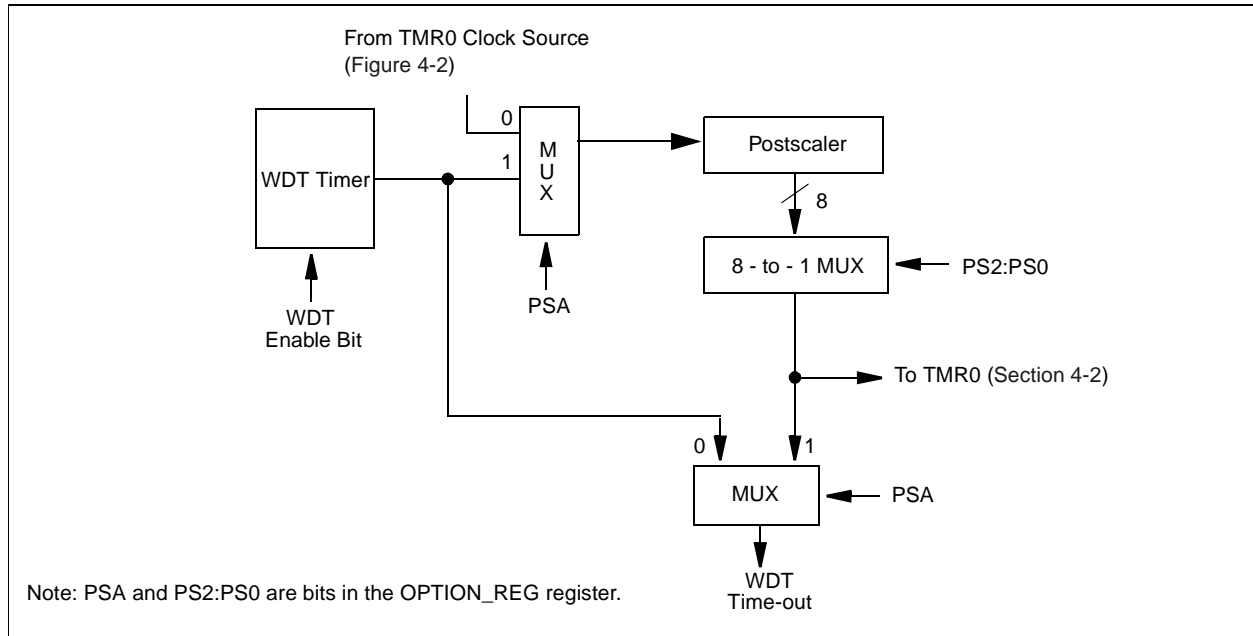 From TMR0 Clock Source
(Figure 4-2)
0
1
M
U
X
WDT Timer
Postscaler
8
8 - to - 1 MUX
PS2:PS0
PSA
WDT
Enable Bit
To TMR0 (Section 4-2)
0
1
MUX
PSA
WDT
Time-out
Note: PSA and PS2:PS0 are bits in the OPTION_REG register.